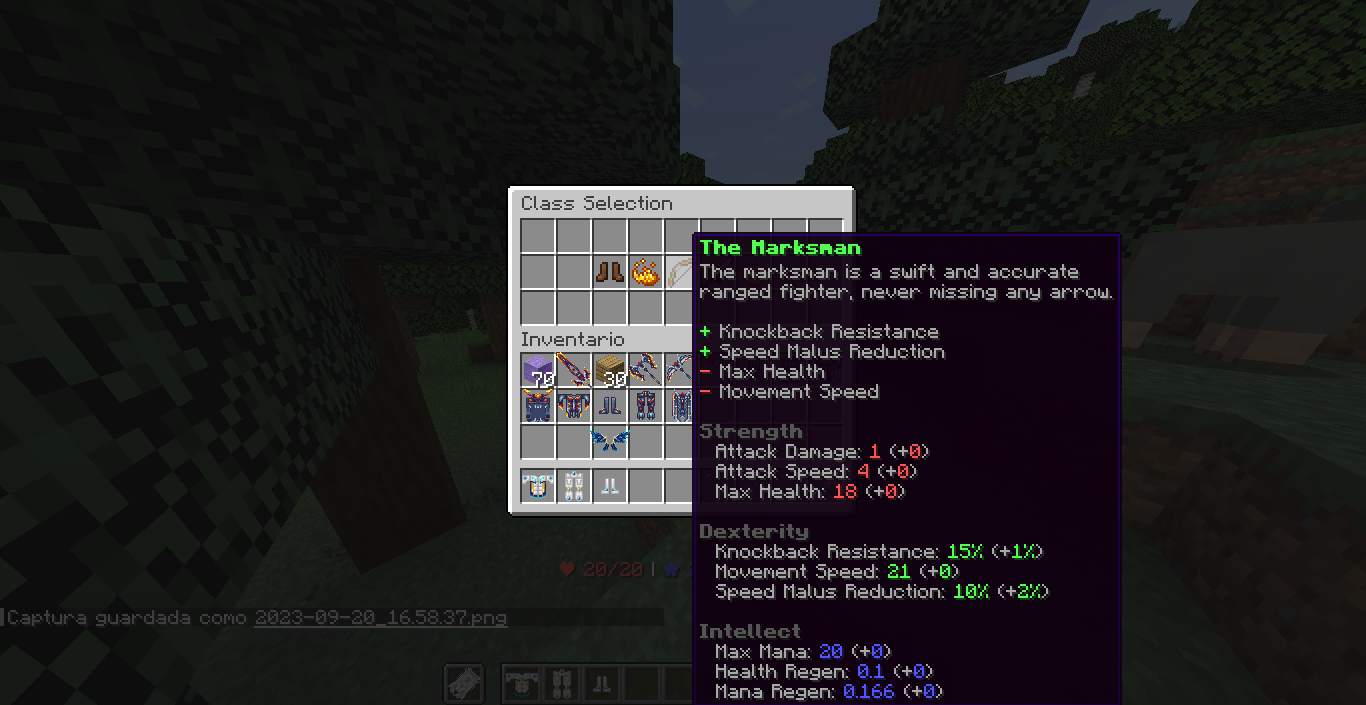 Class Selection
The Marksman
The marksman is a swift and accurate
ranged fighter, never missing any arrow.
+ Knockback Resistance
+ Speed Malus Reduction
- Max Health
- Movement Speed
Strength
Attack Damage: 1 (+0)
Attack Speed: 4 (+0)
Max Health: 18 (+0)
Dexterity
Knockback Resistance: 15% (+1%)
Movement Speed: 21 (+0)
Speed Malus Reduction: 10% (+2%)
Intellect
Max Mana: 20 (+0)
Health Regen: 0.1 (+0)
Mana Regen: 0.166 (+0)
Inventario
70
30
20/20 |
Captura guardada como 2023-09-20_16.58.37.png